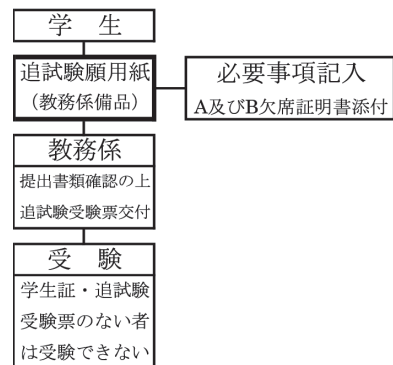 学生
追試験願用紙
（教務係備品）
必要事項記入
A及びB欠席証明書添付
教務係
提出書類確認の上
追試験受験票交付
受験
学生証・追試験
受験票のない者
は受験できない